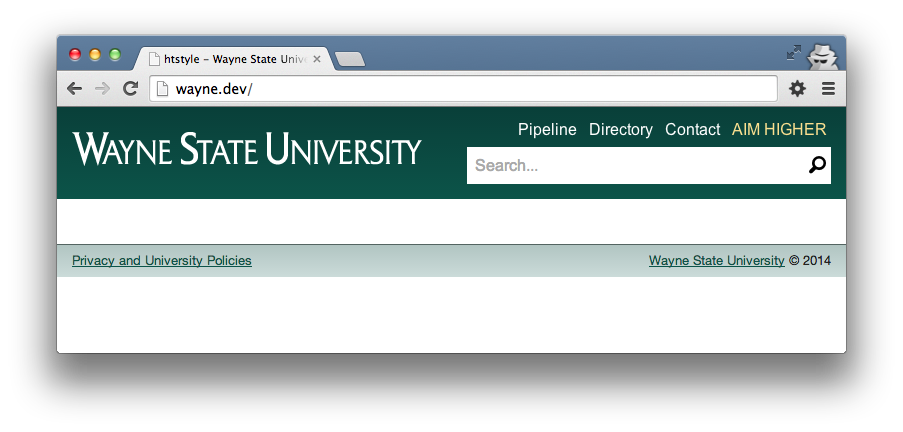 htstyle – Wayne State Univ
wayne.dev/
Pipeline Directory Contact AIM HIGHER
WAYNE STATE UNIVERSITY
Search...
Privacy and University Policies
Wayne State University © 2014